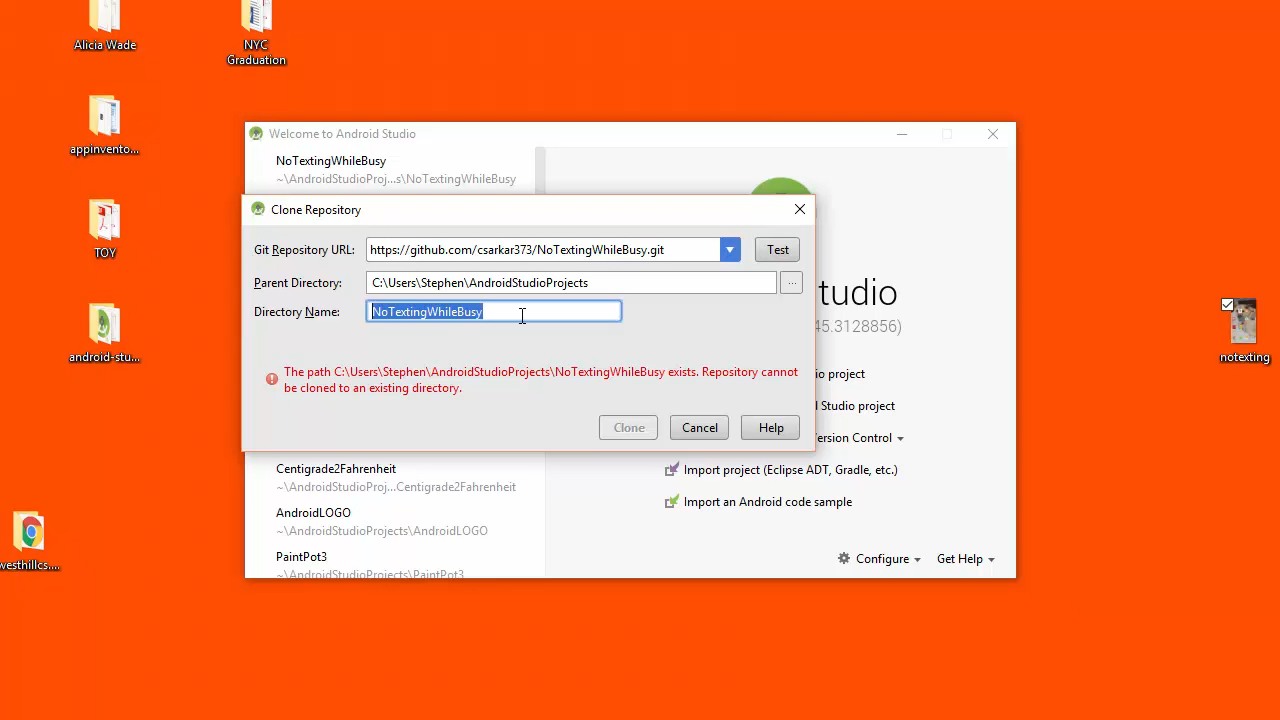 Alicia Wade
NYC
Graduation
appinvento...
TOY
android-stu...
westhillcs....
notexting
Welcome to Android Studio
NoTextingWhileBusy
~\AndroidStudioProj...s\NoTextingWhileBusy
Clone Repository
Git Repository URL: https://github.com/csarkar373/NoTextingWhileBusy.git Test
Parent Directory: C:\Users\Stephen\AndroidStudioProjects ...
Directory Name: NoTextingWhileBusy
The path C:\Users\Stephen\AndroidStudioProjects\NoTextingWhileBusy exists. Repository cannot
be cloned to an existing directory.
Clone Cancel Help
tudio
45.3128856)
dio project
d Studio project
ersion Control
Import project (Eclipse ADT, Gradle, etc.)
Import an Android code sample
Centigrade2Fahrenheit
~\AndroidStudioProj...Centigrade2Fahrenheit
AndroidLOGO
~\AndroidStudioProjects\AndroidLOGO
PaintPot3
~\AndroidStudioProjects\PaintPot3
Configure Get Help